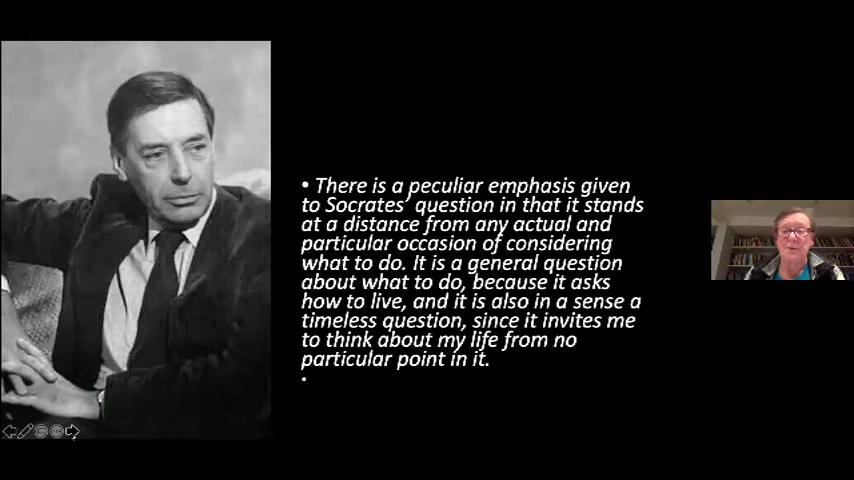 • There is a peculiar emphasis given
to Socrates' question in that it stands
at a distance from any actual and
particular occasion of considering
what to do. It is a general question
about what to do, because it asks
how to live, and it is also in a sense a
timeless question, since it invites me
to think about my life from no
particular point in it.
•